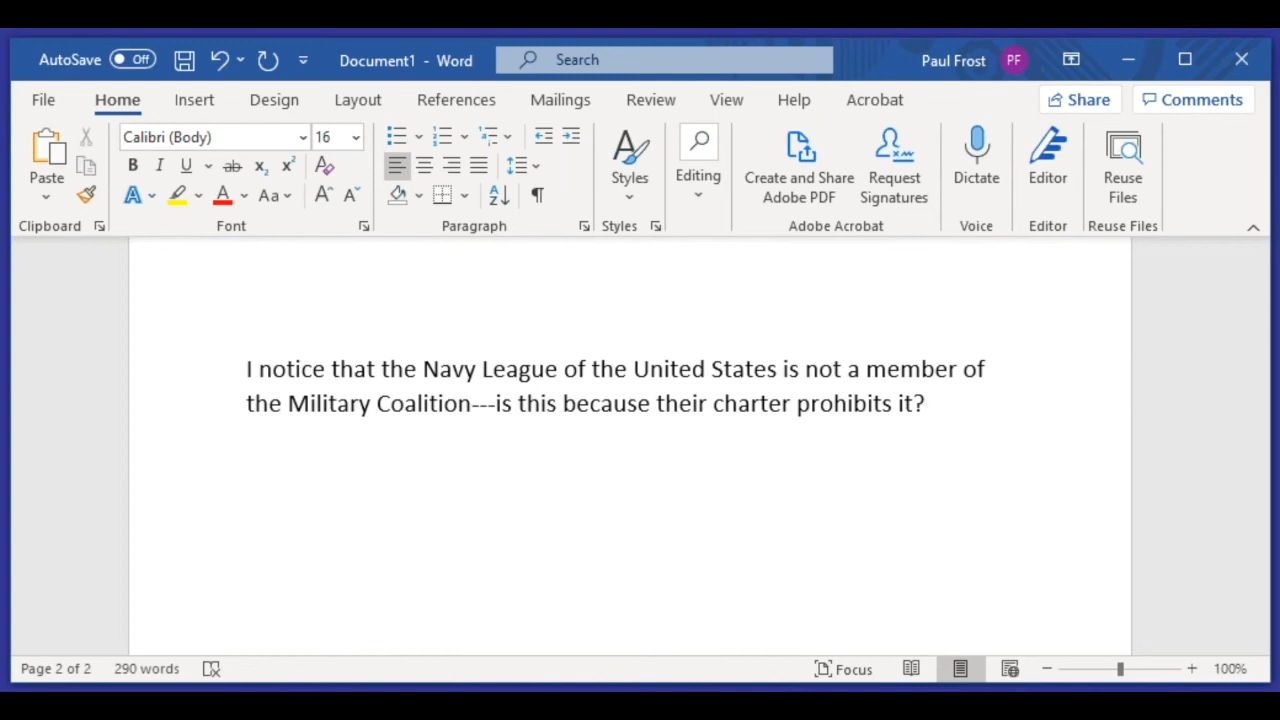 AutoSave Off Document1 - Word Search Paul Frost PF
File Home Insert Design Layout References Mailings Review View Help Acrobat Share Comments
Calibri (Body) 16
Paste Styles Editing Create and Share Adobe PDF Request Signatures Dictate Editor Reuse Files
Clipboard Font Paragraph Styles Adobe Acrobat Voice Editor Reuse Files
I notice that the Navy League of the United States is not a member of
the Military Coalition---is this because their charter prohibits it?
Page 2 of 2 290 words Focus 100%